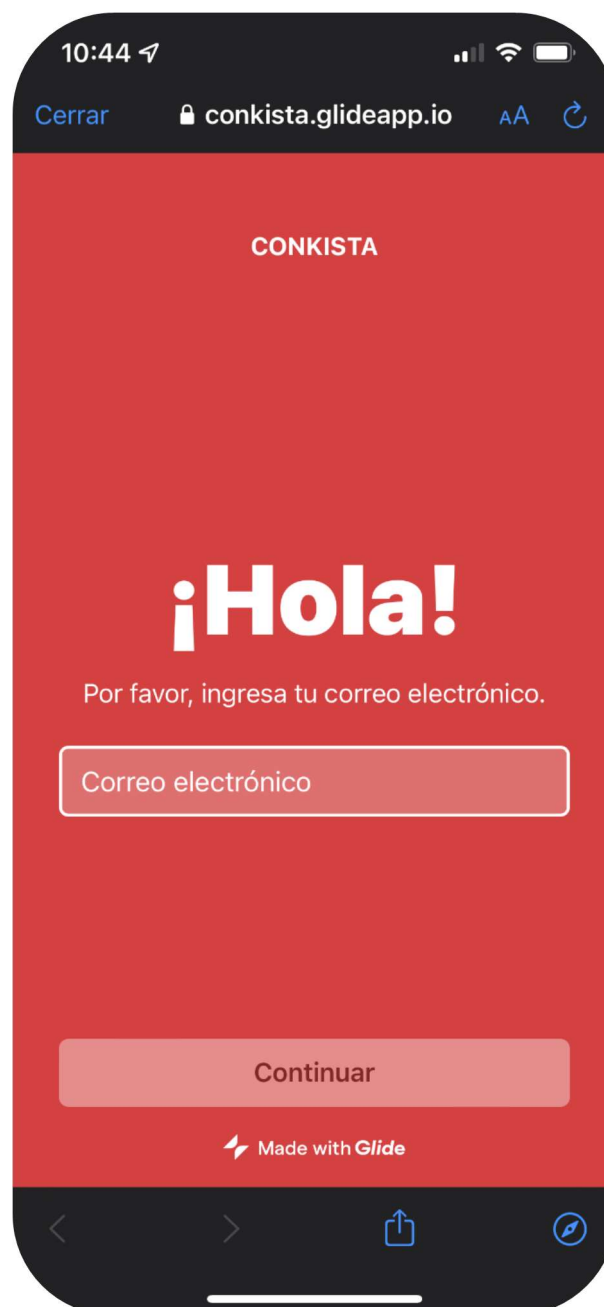 10:44
Cerrar conkista.glideapp.io AA
CONKISTA
¡Hola!
Por favor, ingresa tu correo electrónico.
Correo electrónico
Continuar
Made with Glide